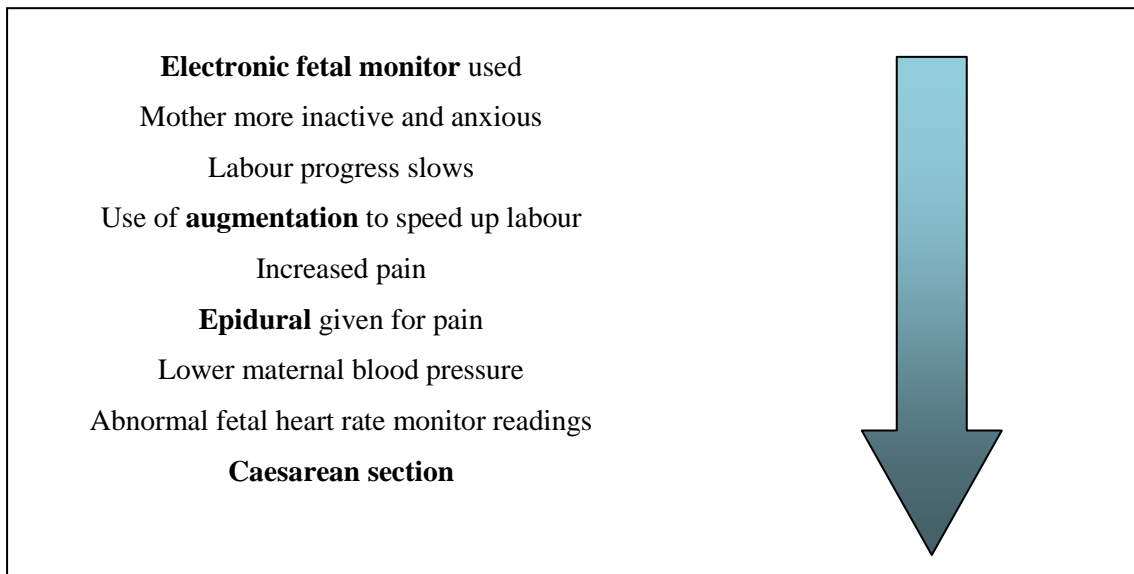 Electronic fetal monitor used
Mother more inactive and anxious
Labour progress slows
Use of augmentation to speed up labour
Increased pain
Epidural given for pain
Lower maternal blood pressure
Abnormal fetal heart rate monitor readings
Caesarean section